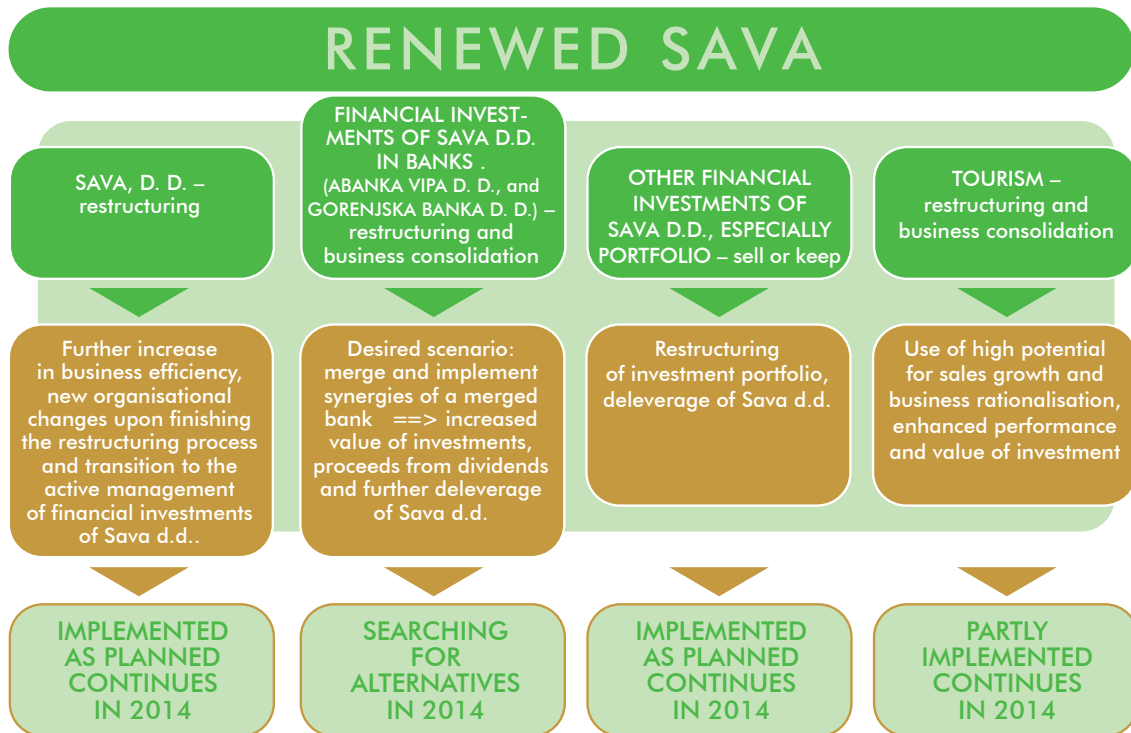 RENEWED SAVA
SAVA, D. D. –
restructuring
FINANCIAL INVEST-
MENTS OF SAVA D.D.
IN BANKS .
(ABANKA VIPA D. D., and
GORENJSKA BANKA D. D.) –
restructuring and
business consolidation
OTHER FINANCIAL
INVESTMENTS OF
SAVA D.D., ESPECIALLY
PORTFOLIO – sell or keep
TOURISM –
restructuring and
business consolidation
Further increase
in business efficiency,
new organisational
changes upon finishing
the restructuring process
and transition to the
active management
of financial investments
of Sava d.d..
Desired scenario:
merge and implement
synergies of a merged
bank ==> increased
value of investments,
proceeds from dividends
and further deleverage
of Sava d.d.
Restructuring
of investment portfolio,
deleverage of Sava d.d.
Use of high potential
for sales growth and
business rationalisation,
enhanced performance
and value of investment
IMPLEMENTED
AS PLANNED
CONTINUES
IN 2014
SEARCHING
FOR
ALTERNATIVES
IN 2014
IMPLEMENTED
AS PLANNED
CONTINUES
IN 2014
PARTLY
IMPLEMENTED
CONTINUES
IN 2014